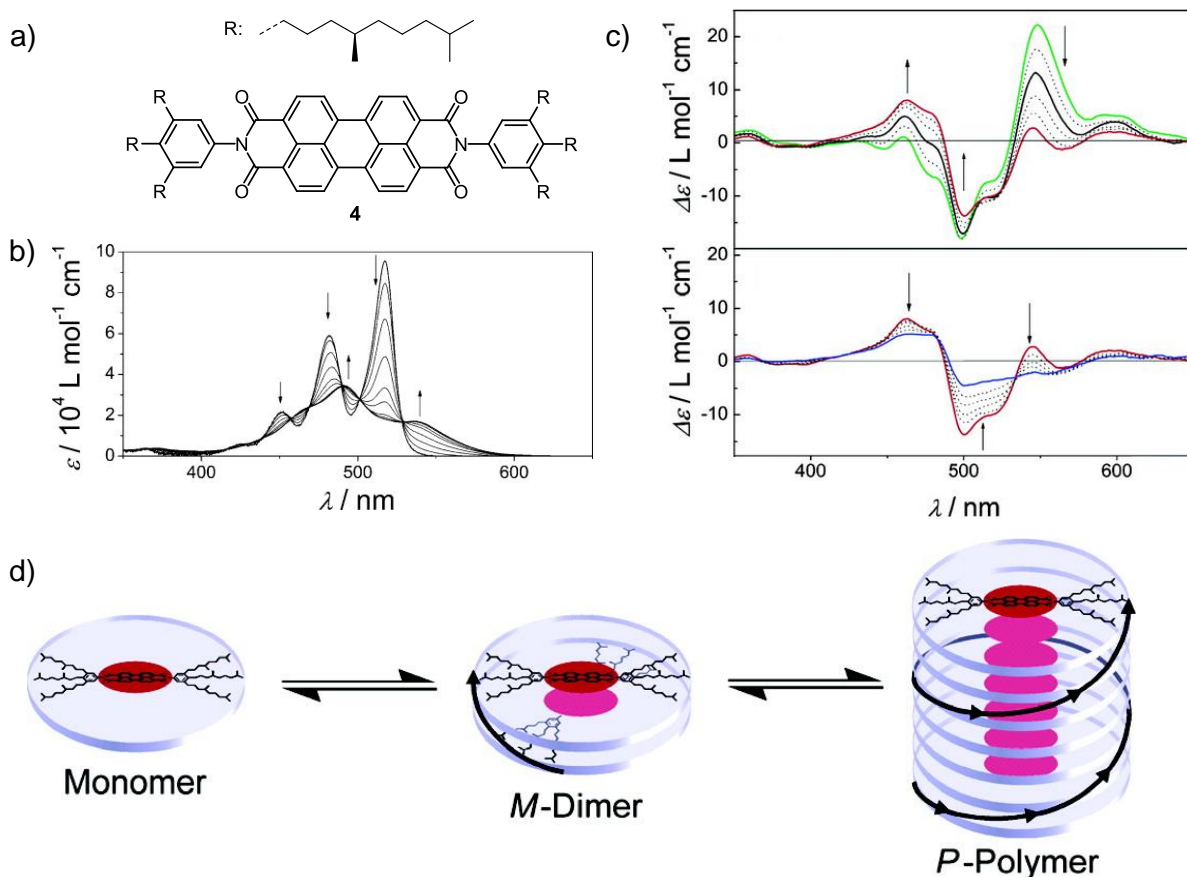 a)
R:
R
R
R
O
O
N
N
O
O
R
R
R
4
b)
ε / 10⁴ L mol⁻¹ cm⁻¹
10
8
6
4
2
0
400
500
600
λ / nm
c)
Δε / L mol⁻¹ cm⁻¹
20
10
0
-10
Δε / L mol⁻¹ cm⁻¹
20
10
0
-10
400
500
600
λ / nm
d)
Monomer
M-Dimer
P-Polymer